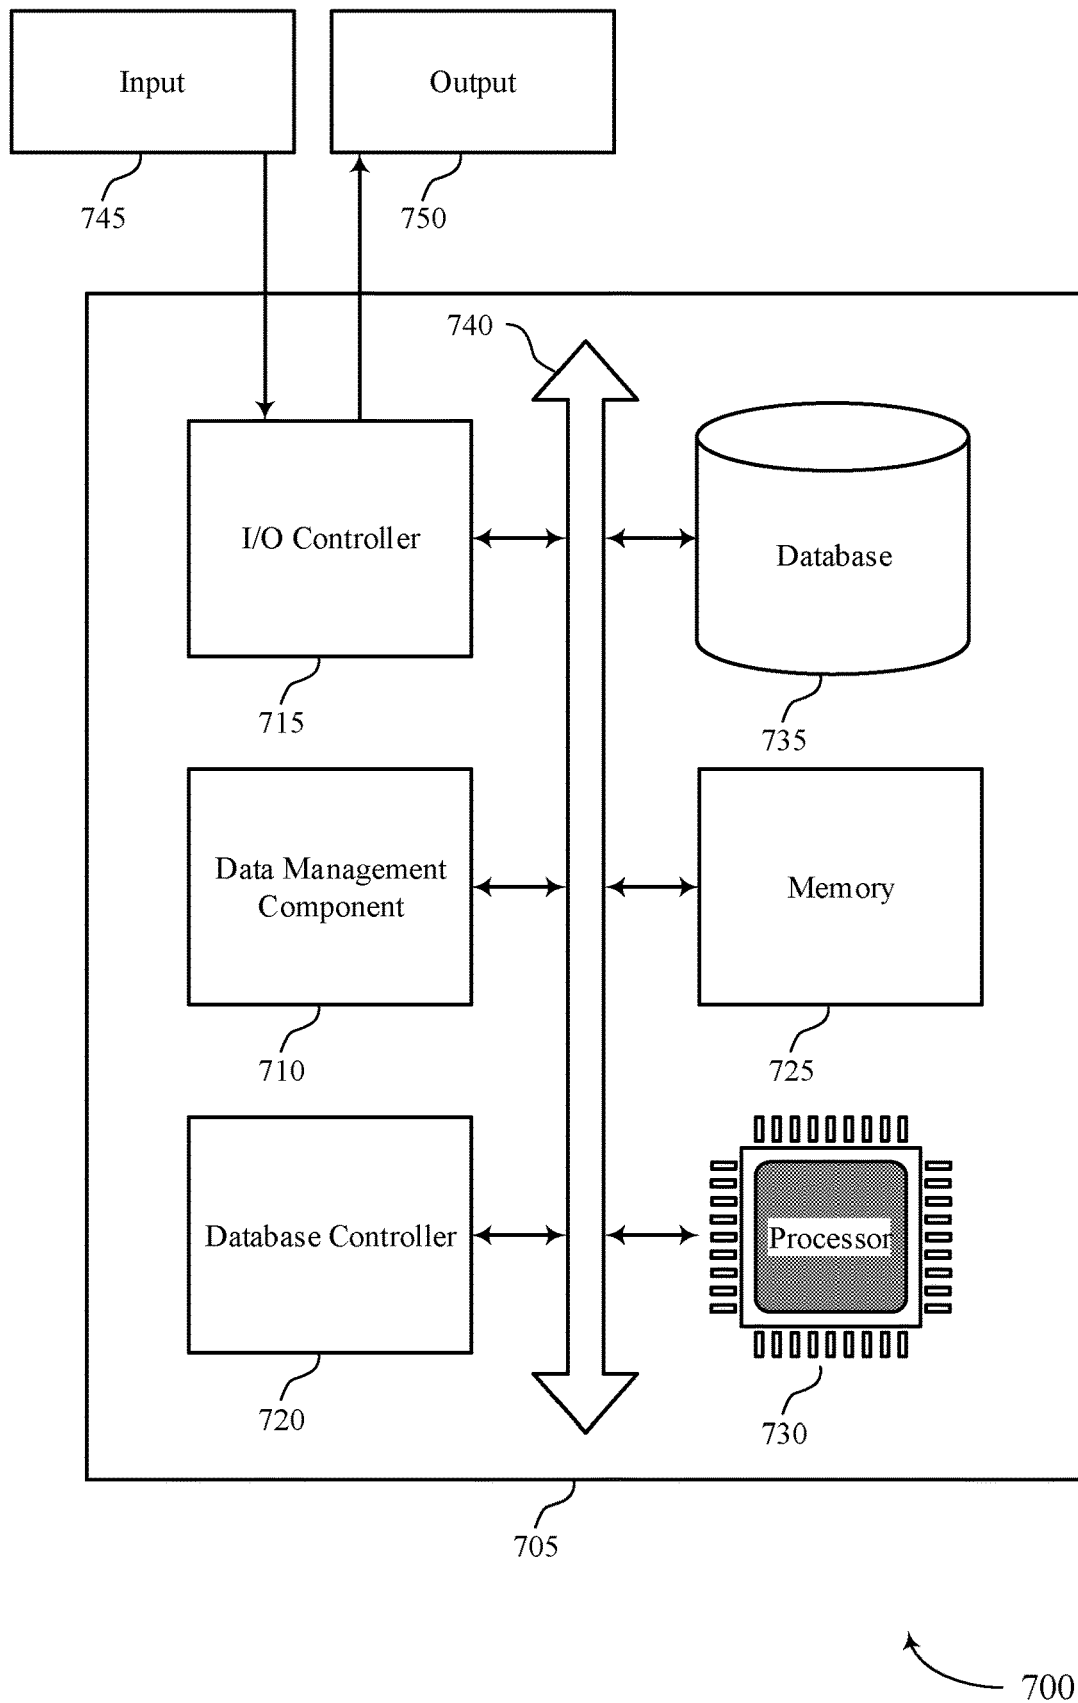 Input
Output
745
750
740
I/O Controller
Database
715
735
Data Management
Component
Memory
710
725
Database Controller
Processor
720
730
705
700